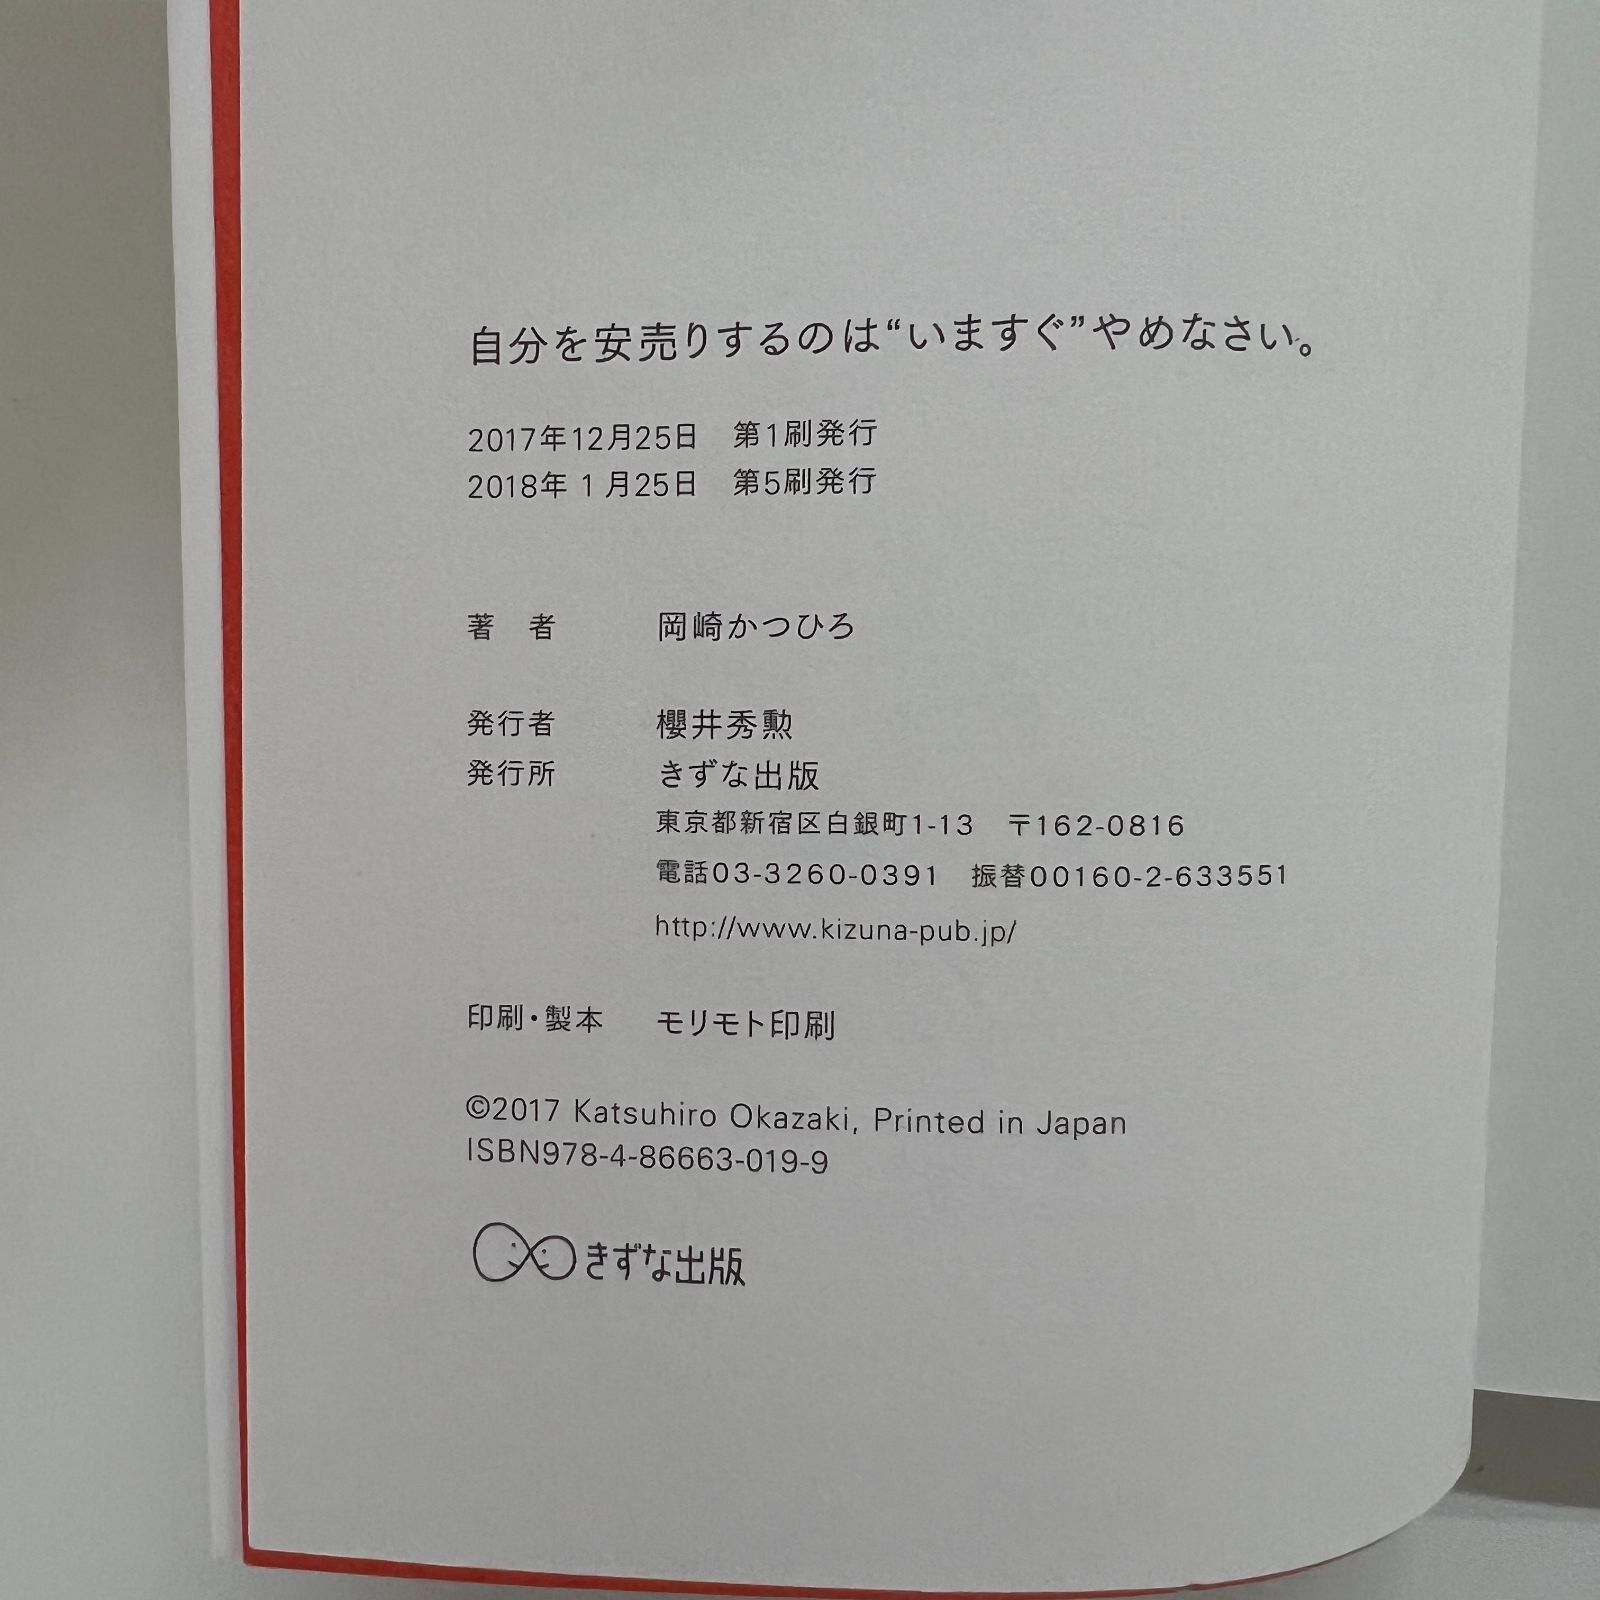 自分を安売りするのは“いますぐ”やめなさい。
2017年12月25日　第1刷発行
2018年 1 月25日　第5刷発行
著　者　岡崎かつひろ
発行者　櫻井秀勲
発行所　きずな出版
東京都新宿区白銀町1-13　〒162-0816
電話03-3260-0391　振替00160-2-633551
http://www.kizuna-pub.jp/
印刷・製本　モリモト印刷
©2017 Katsuhiro Okazaki, Printed in Japan
ISBN978-4-86663-019-9
きずな出版